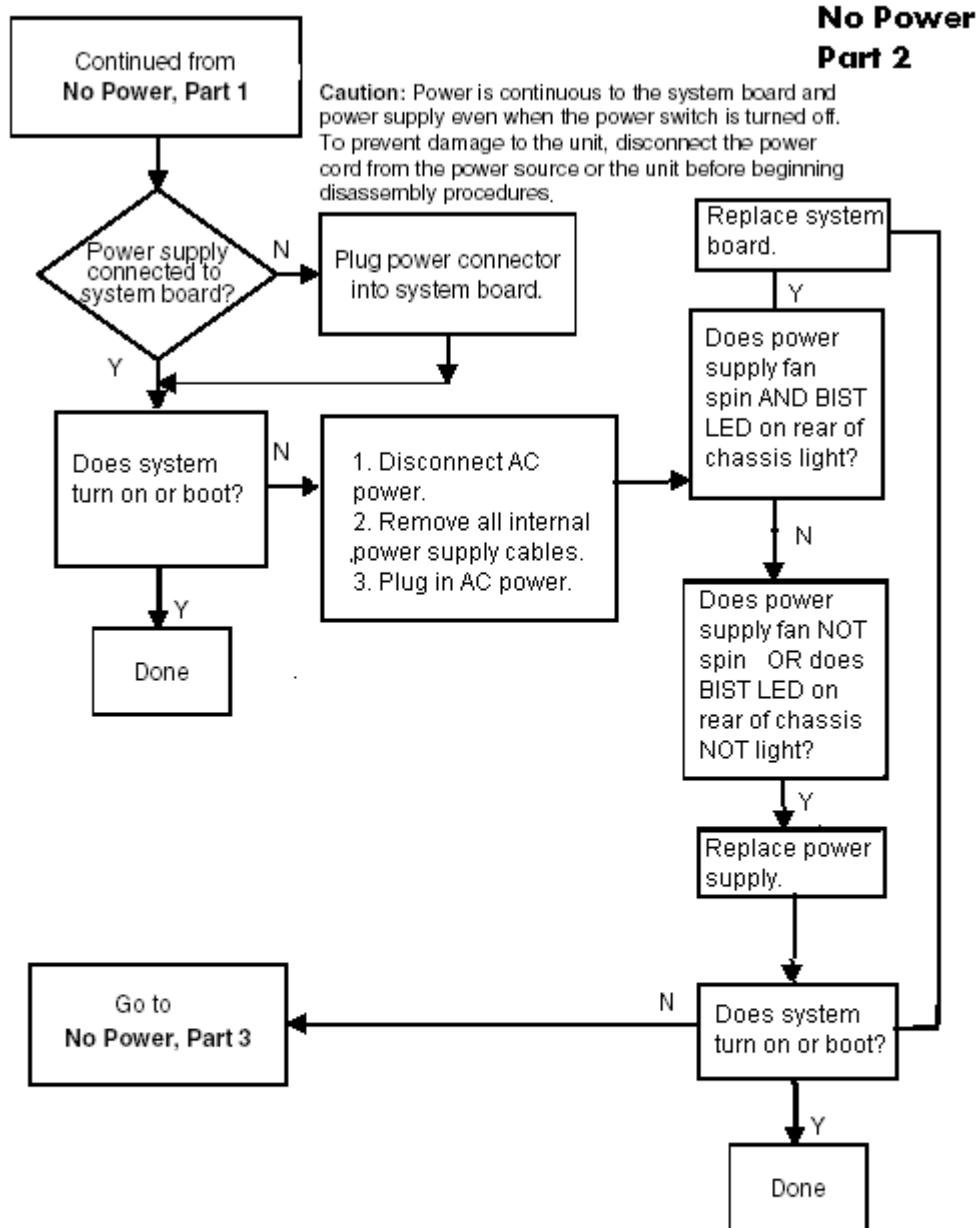 No Power
Part 2
Continued from
No Power, Part 1
Caution: Power is continuous to the system board and
power supply even when the power switch is turned off.
To prevent damage to the unit, disconnect the power
cord from the power source or the unit before beginning
disassembly procedures.
Power supply
connected to
system board?
N
Plug power connector
into system board.
Y
Does system
turn on or boot?
N
1. Disconnect AC
power.
2. Remove all internal
power supply cables.
3. Plug in AC power.
Y
Done
Replace system
board.
Y
Does power
supply fan
spin AND BIST
LED on rear of
chassis light?
N
Does power
supply fan NOT
spin OR does
BIST LED on
rear of chassis
NOT light?
Y
Replace power
supply.
Does system
turn on or boot?
N
Go to
No Power, Part 3
Y
Done